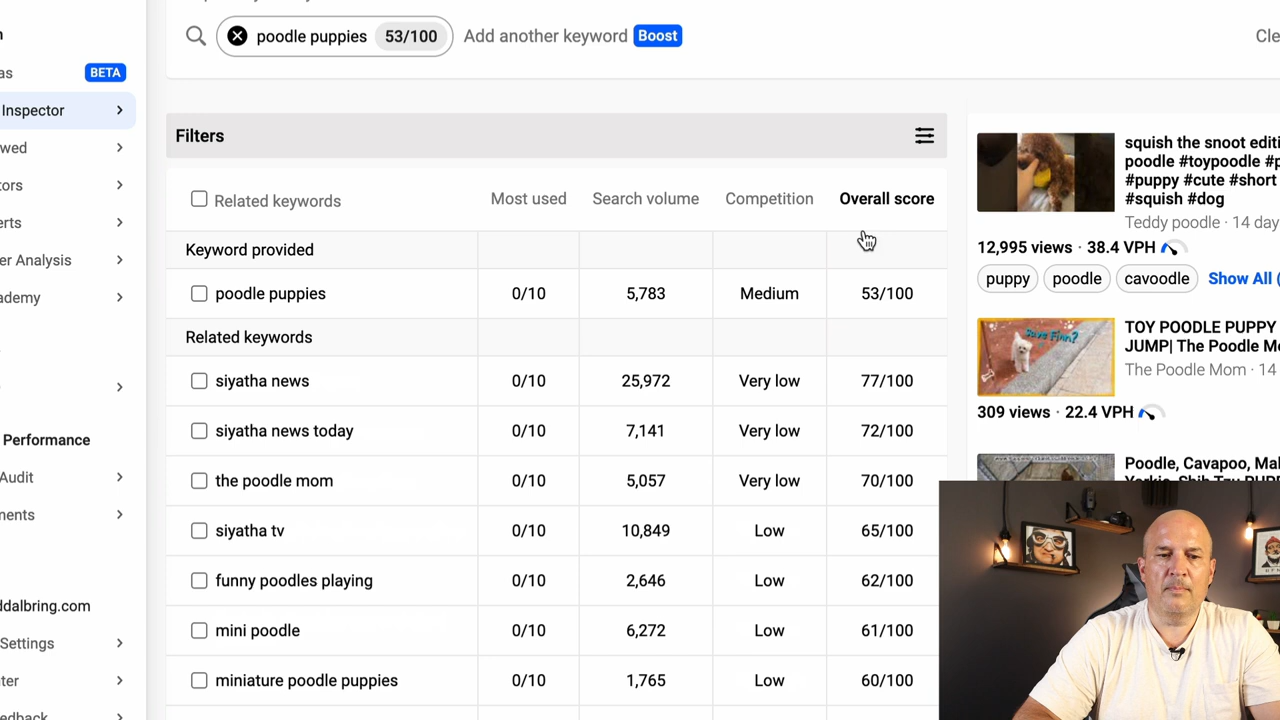 poodle puppies 53/100 Add another keyword Boost
Cle
as BETA
Inspector
wed
tors
erts
er Analysis
ademy
Performance
Audit
ments
ddalbring.com
Settings
nter
edback
Filters
Related keywords Most used Search volume Competition Overall score
Keyword provided
poodle puppies 0/10 5,783 Medium 53/100
Related keywords
siyatha news 0/10 25,972 Very low 77/100
siyatha news today 0/10 7,141 Very low 72/100
the poodle mom 0/10 5,057 Very low 70/100
siyatha tv 0/10 10,849 Low 65/100
funny poodles playing 0/10 2,646 Low 62/100
mini poodle 0/10 6,272 Low 61/100
miniature poodle puppies 0/10 1,765 Low 60/100
squish the snoot editi
poodle #toypoodle #p
#puppy #cute #short
#squish #dog
Teddy poodle · 14 day
12,995 views · 38.4 VPH
puppy poodle cavoodle Show All (
Save Finn?
TOY POODLE PUPPY
JUMP| The Poodle Mo
The Poodle Mom · 14
309 views · 22.4 VPH
Poodle, Cavapoo, Mal